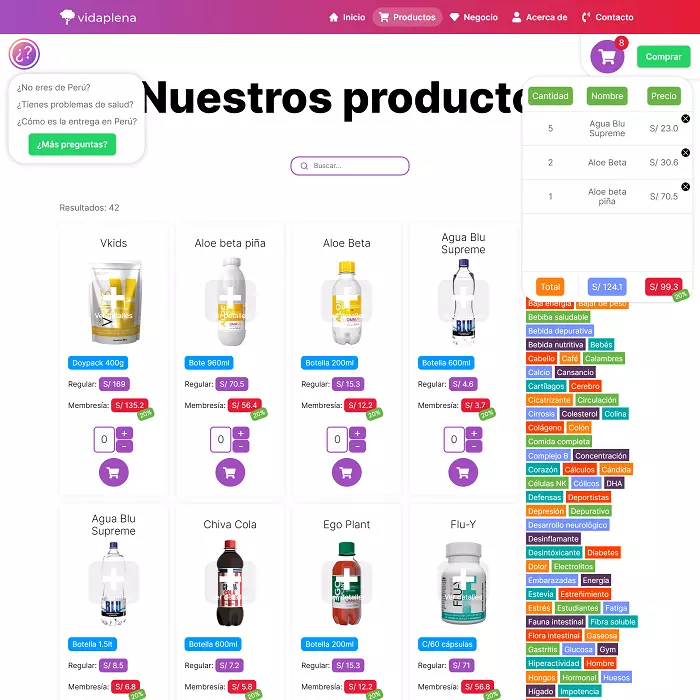 vidaplena
Inicio
Productos
Negocio
Acerca de
Contacto
¿?
8
Comprar
¿No eres de Perú?
¿Tienes problemas de salud?
¿Cómo es la entrega en Perú?
¿Más preguntas?
Nuestros producto
Cantidad Nombre Precio
5 Agua Blu Supreme S/ 23.0
2 Aloe Beta S/ 30.6
1 Aloe beta piña S/ 70.5
Total S/ 124.1 S/ 99.3
20%
Buscar...
Resultados: 42
Vkids
Ver detalles
Doypack 400g
Regular: S/ 169
Membresía: S/ 135.2
20%
0 + -
Aloe beta piña
Bote 960ml
Regular: S/ 70.5
Membresía: S/ 56.4
20%
0 + -
Aloe Beta
Botella 200ml
Regular: S/ 15.3
Membresía: S/ 12.2
20%
0 + -
Agua Blu
Supreme
BLU
Botella 600ml
Regular: S/ 4.6
Membresía: S/ 3.7
20%
0 + -
Agua Blu
Supreme
BLU
Botella 1.5lt
Regular: S/ 8.5
Membresía: S/ 6.8
20%
Chiva Cola
Botella 600ml
Regular: S/ 7.2
Membresía: S/ 5.8
20%
Ego Plant
Botella 200ml
Regular: S/ 15.3
Membresía: S/ 12.2
20%
Flu-Y
FLU-Y
C/60 cápsulas
Regular: S/ 71
Membresía: S/ 56.8
20%
Baja energía Bajar de peso
Bebiba saludable
Bebida depurativa
Bebida nutritiva Bebés
Cabello Café Calambres
Calcio Cansancio
Cartílagos Cerebro
Cicatrizante Circulación
Cirrosis Colesterol Colina
Colágeno Colón
Comida completa
Complejo B Concentración
Corazón Cálculos Cándida
Células NK Cólicos DHA
Defensas Deportistas
Depresión Depurativo
Desarrollo neurológico
Desinflamante
Desintóxicante Diabetes
Dolor Electrolitos
Embarazadas Energía
Estevia Estreñimiento
Estrés Estudiantes Fatiga
Fauna intestinal Fibra soluble
Flora intestinal Gaseosa
Gastritis Glucosa Gym
Hiperactividad Hombre
Hongos Hormonal Huesos
Hígado Impotencia